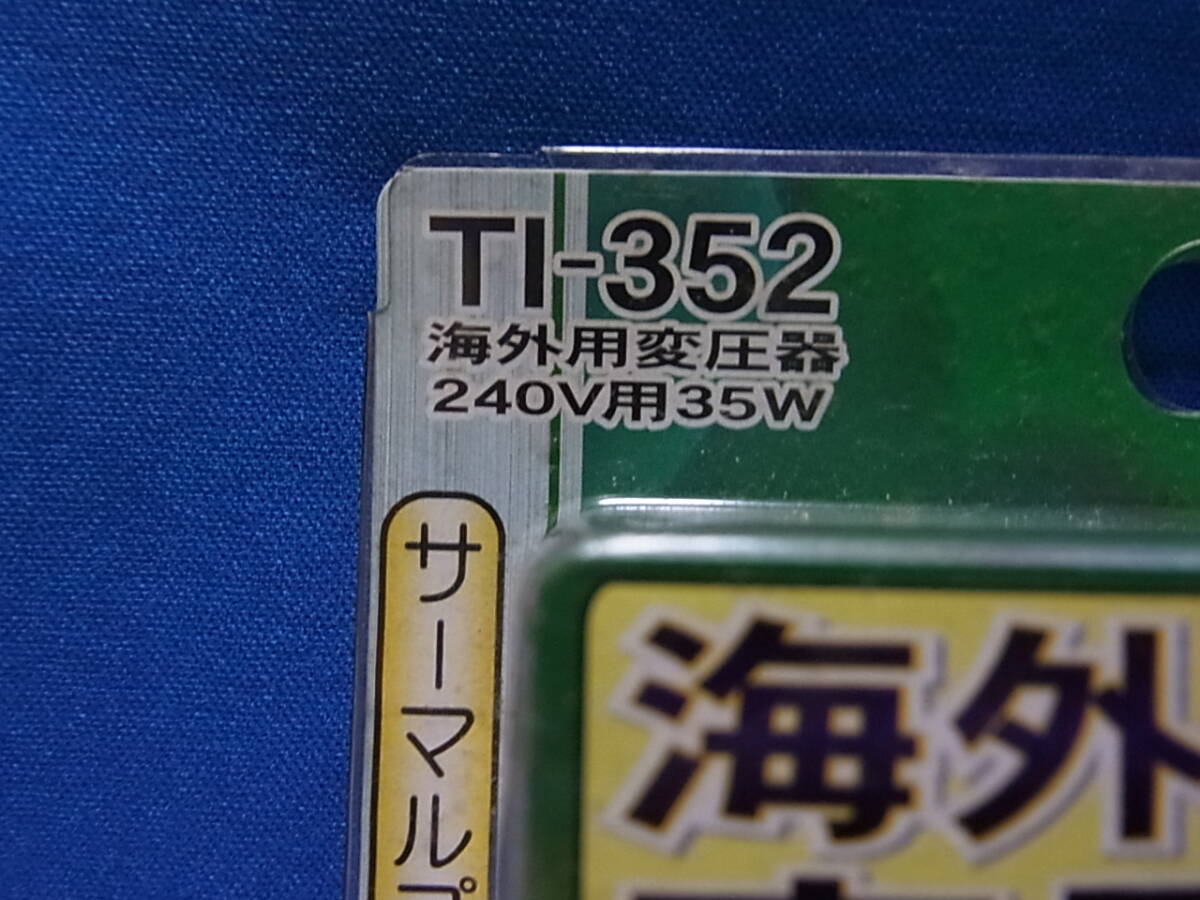 TI-352
海外用変圧器
240V用35W
サーマルプ
海外